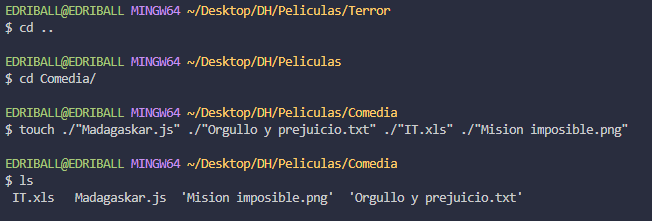 EDRIBALL@EDRIBALL MINGW64 ~/Desktop/DH/Peliculas/Terror
$ cd ..
EDRIBALL@EDRIBALL MINGW64 ~/Desktop/DH/Peliculas
$ cd Comedia/
EDRIBALL@EDRIBALL MINGW64 ~/Desktop/DH/Peliculas/Comedia
$ touch ./"Madagaskar.js" ./"Orgullo y prejuicio.txt" ./"IT.xls" ./"Mision imposible.png"
EDRIBALL@EDRIBALL MINGW64 ~/Desktop/DH/Peliculas/Comedia
$ ls
IT.xls   Madagaskar.js  'Mision imposible.png'  'Orgullo y prejuicio.txt'